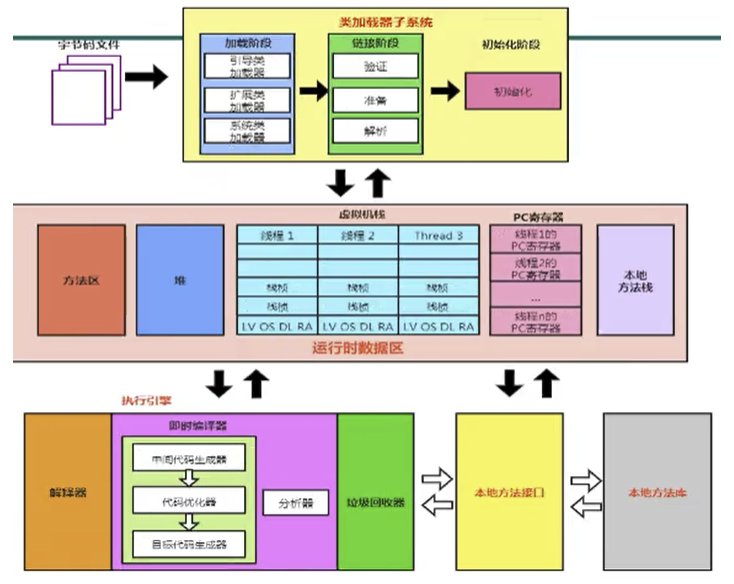 类加载器子系统
字节码文件
加载阶段
链接阶段
初始化阶段
引导类
加载器
验证
扩展类
加载器
准备
初始化
系统类
加载器
解析
虚拟机栈
PC寄存器
线程 1
线程 2
Thread 3
线程1的
PC寄存器
线程2的
PC寄存器
方法区
堆
栈桢
栈桢
栈桢
...
本地
方法栈
栈桢
栈桢
栈桢
LV OS DL RA
LV OS DL RA
LV OS DL RA
线程n的
PC寄存器
运行时数据区
执行引擎
即时编译器
解释器
中间代码生成器
代码优化器
目标代码生成器
分析器
垃圾回收器
本地方法接口
本地方法库